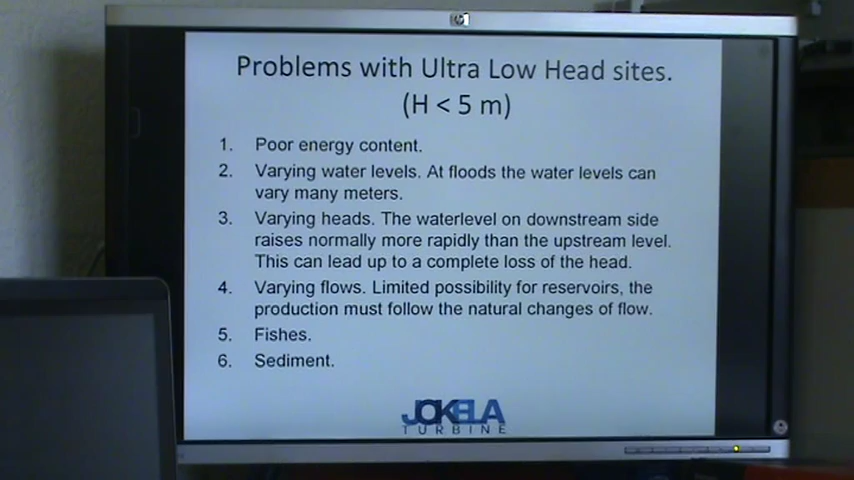 Problems with Ultra Low Head sites.
(H < 5 m)
1. Poor energy content.
2. Varying water levels. At floods the water levels can
vary many meters.
3. Varying heads. The waterlevel on downstream side
raises normally more rapidly than the upstream level.
This can lead up to a complete loss of the head.
4. Varying flows. Limited possibility for reservoirs, the
production must follow the natural changes of flow.
5. Fishes.
6. Sediment.
JOKELA
TURBINE